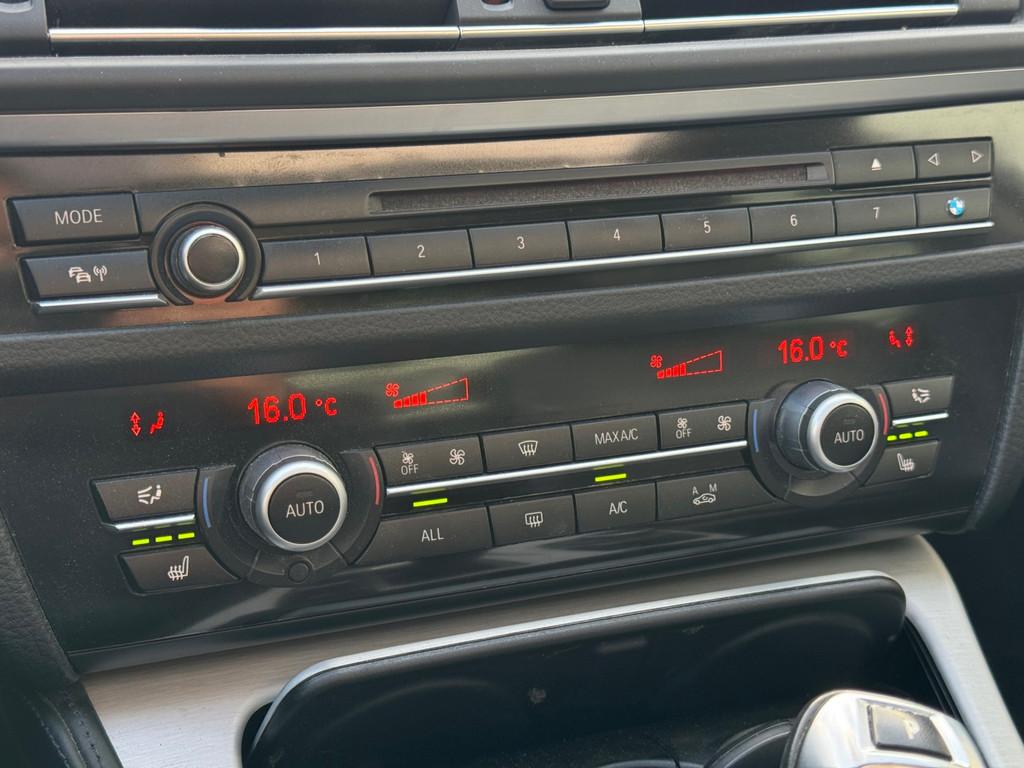 MODE
1 2 3 4 5 6 7
16.0 °C 16.0 °C
OFF MAX A/C OFF
AUTO AUTO
ALL A/C A M
P